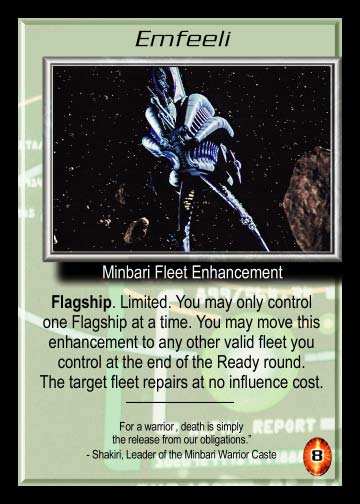 Emfeeli
Minbari Fleet Enhancement
Flagship. Limited. You may only control
one Flagship at a time. You may move this
enhancement to any other valid fleet you
control at the end of the Ready round.
The target fleet repairs at no influence cost.
For a warrior , death is simply
the release from our obligations.”
- Shakiri, Leader of the Minbari Warrior Caste
REPORT
8